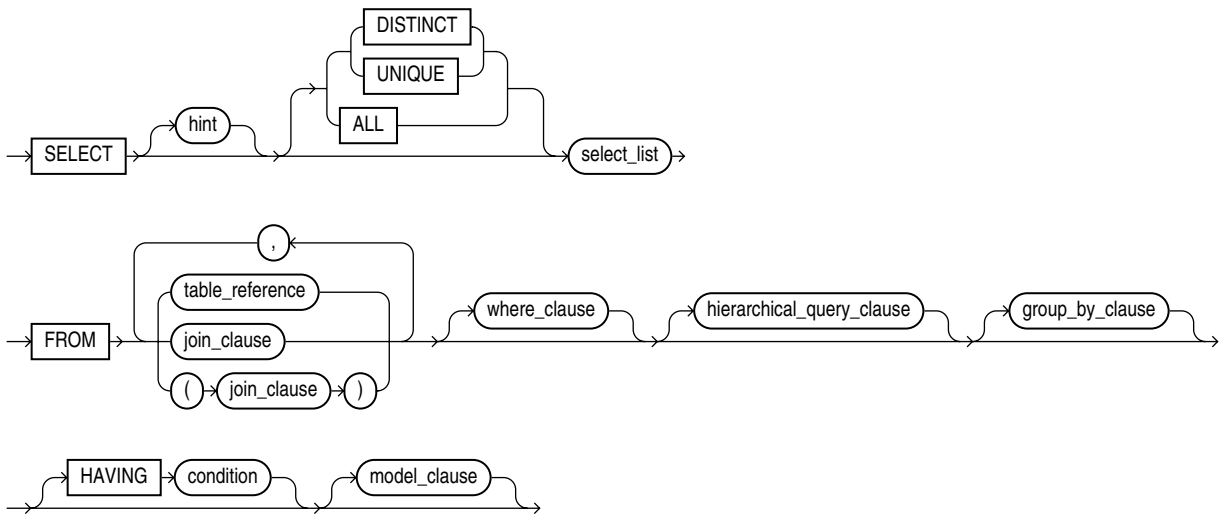 DISTINCT
UNIQUE
hint
ALL
SELECT
select_list
,
table_reference
where_clause
hierarchical_query_clause
group_by_clause
FROM
join_clause
( join_clause )
HAVING condition
model_clause